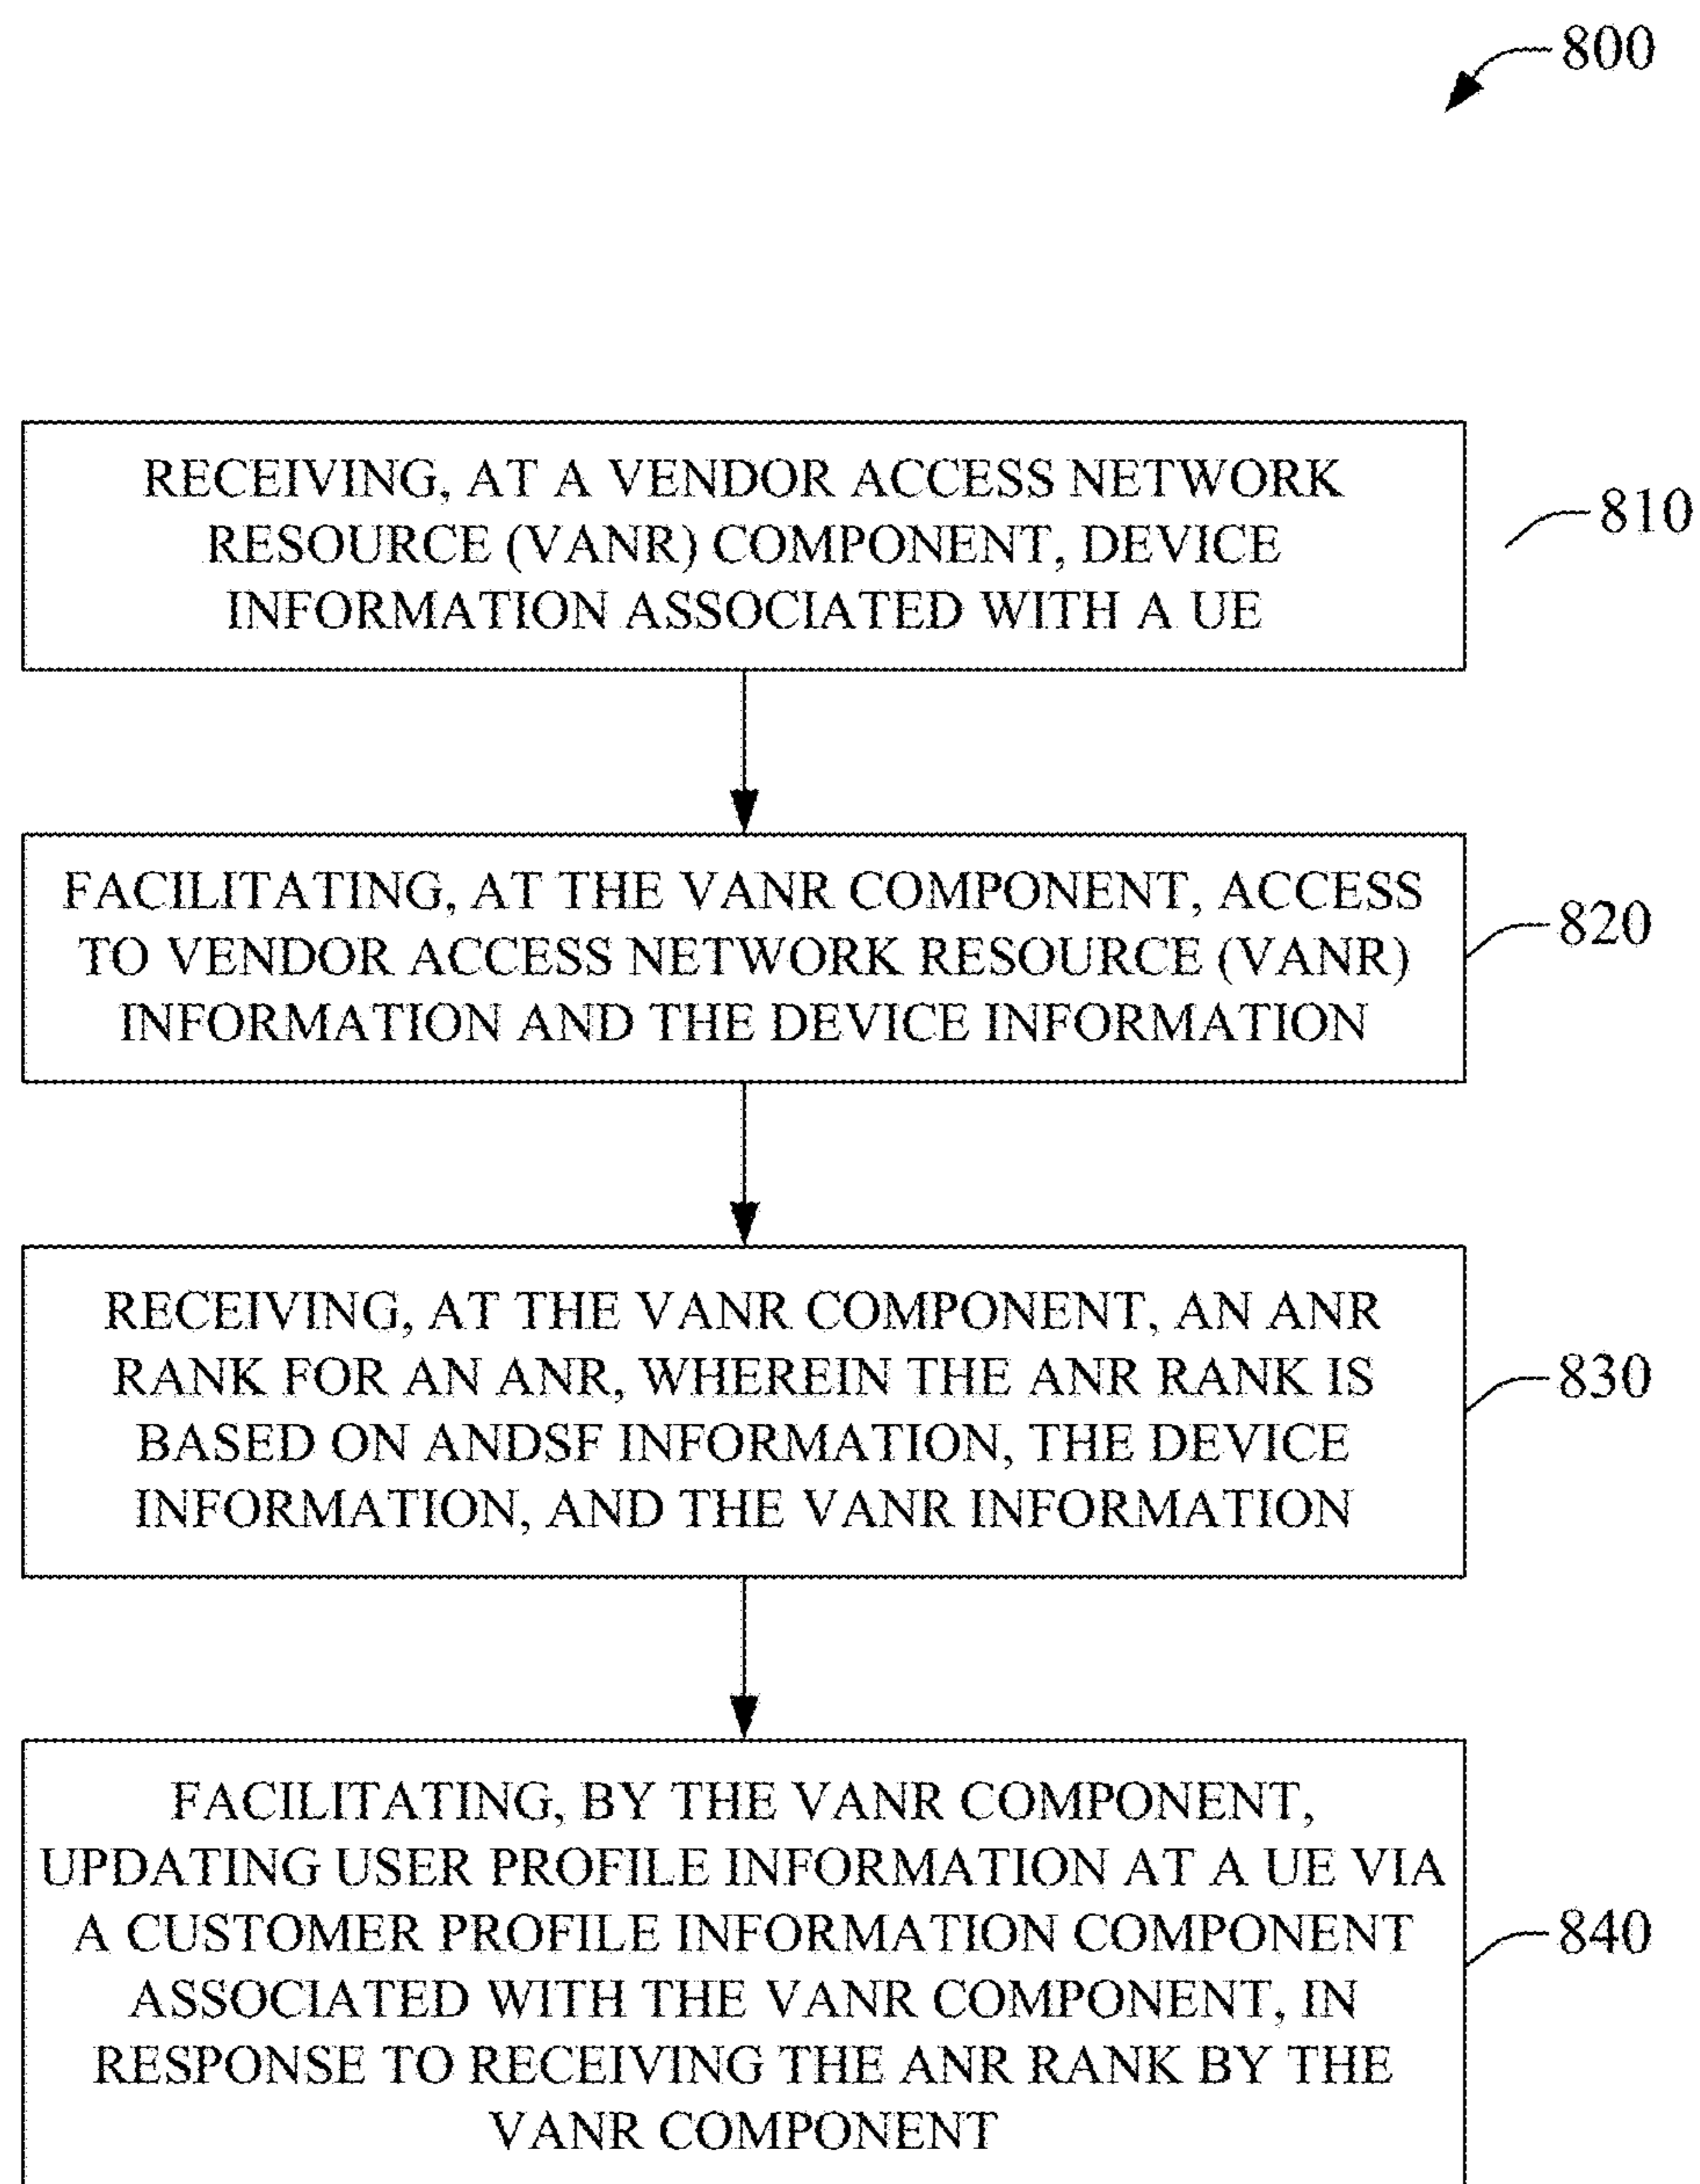 800
RECEIVING, AT A VENDOR ACCESS NETWORK
RESOURCE (VANR) COMPONENT, DEVICE
INFORMATION ASSOCIATED WITH A UE
810
FACILITATING, AT THE VANR COMPONENT, ACCESS
TO VENDOR ACCESS NETWORK RESOURCE (VANR)
INFORMATION AND THE DEVICE INFORMATION
820
RECEIVING, AT THE VANR COMPONENT, AN ANR
RANK FOR AN ANR, WHEREIN THE ANR RANK IS
BASED ON ANDSF INFORMATION, THE DEVICE
INFORMATION, AND THE VANR INFORMATION
830
FACILITATING, BY THE VANR COMPONENT,
UPDATING USER PROFILE INFORMATION AT A UE VIA
A CUSTOMER PROFILE INFORMATION COMPONENT
ASSOCIATED WITH THE VANR COMPONENT, IN
RESPONSE TO RECEIVING THE ANR RANK BY THE
VANR COMPONENT
840